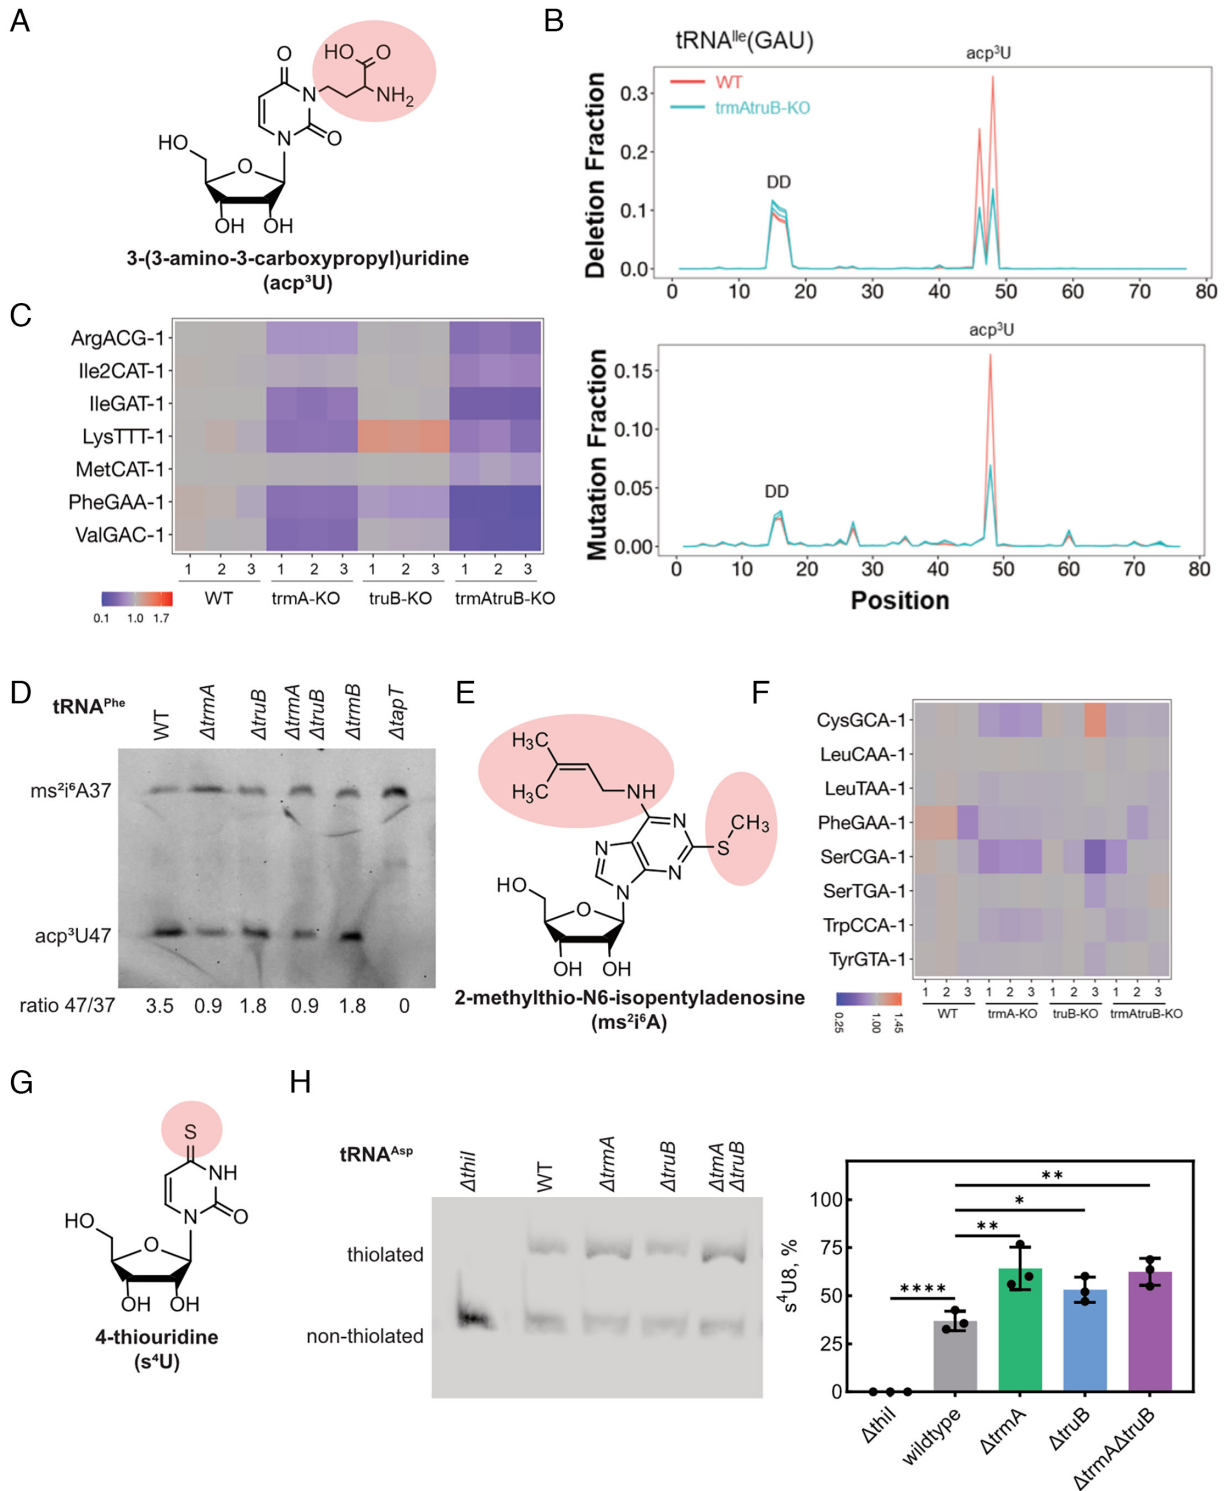 A
HO
O
O
NH₂
N
N
O
HO
O
OH
OH
3-(3-amino-3-carboxypropyl)uridine
(acp³U)
B
tRNAᴵˡᵉ(GAU)
acp³U
WT
trmAtruB-KO
DD
Deletion Fraction
0.3
0.2
0.1
0.0
0 10 20 30 40 50 60 70 80
acp³U
DD
Mutation Fraction
0.15
0.10
0.05
0.00
0 10 20 30 40 50 60 70 80
Position
C
ArgACG-1
Ile2CAT-1
IleGAT-1
LysTTT-1
MetCAT-1
PheGAA-1
ValGAC-1
1 2 3 1 2 3 1 2 3 1 2 3
WT trmA-KO truB-KO trmAtruB-KO
0.1 1.0 1.7
D
tRNAᴾʰᵉ
WT
ΔtrmA
ΔtruB
ΔtrmA
ΔtruB
ΔtrmB
ΔtapT
ms²i⁶A37
acp³U47
ratio 47/37 3.5 0.9 1.8 0.9 1.8 0
E
H₃C
H₃C
NH
CH₃
S
N
N
N
N
HO
O
OH
OH
2-methylthio-N6-isopentyladenosine
(ms²i⁶A)
F
CysGCA-1
LeuCAA-1
LeuTAA-1
PheGAA-1
SerCGA-1
SerTGA-1
TrpCCA-1
TyrGTA-1
1 2 3 1 2 3 1 2 3 1 2 3
WT trmA-KO truB-KO trmAtruB-KO
0.25 1.00 1.45
G
S
NH
N
O
HO
O
OH
OH
4-thiouridine
(s⁴U)
H
tRNAᴬˢᵖ
ΔthiI
WT
ΔtrmA
ΔtruB
ΔtmA
ΔtruB
thiolated
non-thiolated
s⁴U8, %
100
75
50
25
0
**
*
**
****
ΔthiI
wildtype
ΔtrmA
ΔtruB
ΔtrmAΔtruB